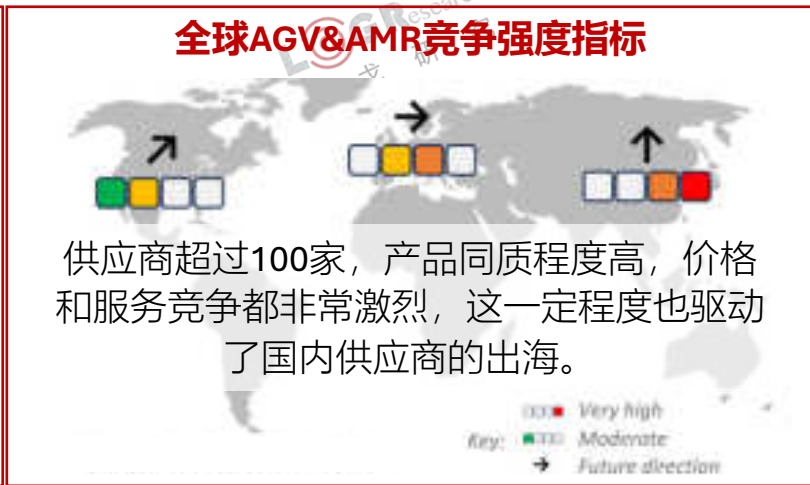 全球AGV&AMR竞争强度指标
供应商超过100家，产品同质程度高，价格
和服务竞争都非常激烈，这一定程度也驱动
了国内供应商的出海。
Very high
Key: Moderate
Future direction